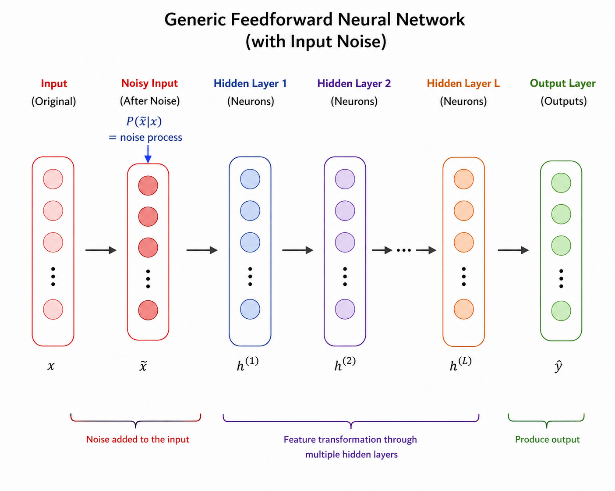 Generic Feedforward Neural Network
(with Input Noise)
Input
(Original)
Noisy Input
(After Noise)
P(x̃|x)
= noise process
Hidden Layer 1
(Neurons)
Hidden Layer 2
(Neurons)
Hidden Layer L
(Neurons)
Output Layer
(Outputs)
x
x̃
h⁽¹⁾
h⁽²⁾
h⁽ᴸ⁾
ŷ
Noise added to the input
Feature transformation through
multiple hidden layers
Produce output